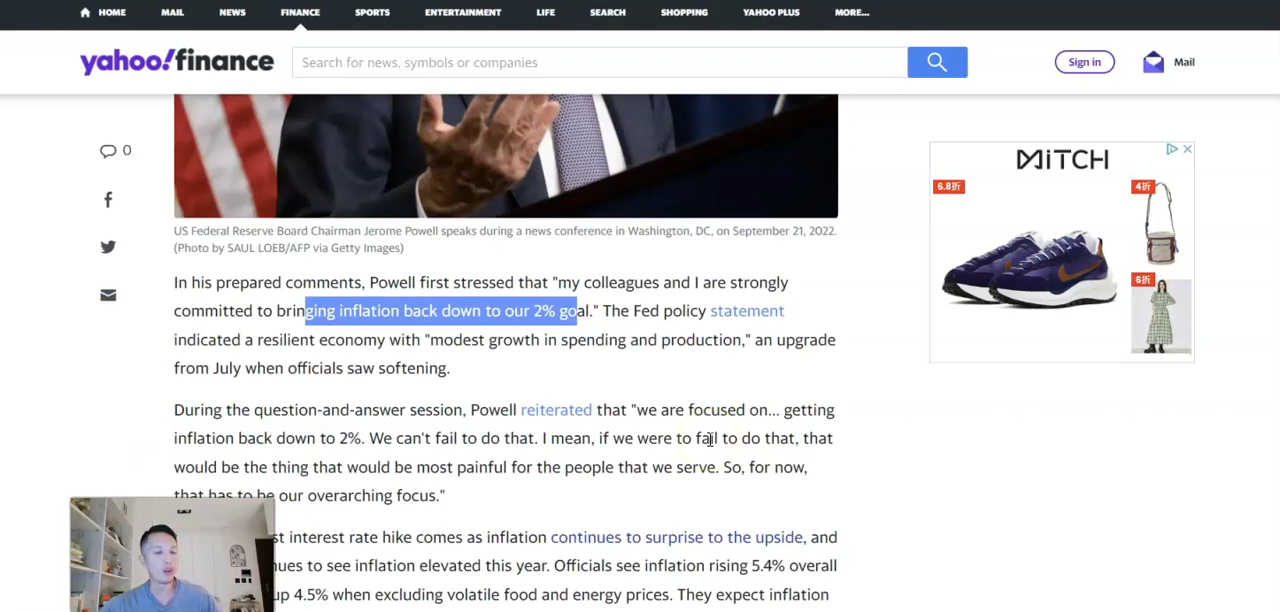 HOME MAIL NEWS FINANCE SPORTS ENTERTAINMENT LIFE SEARCH SHOPPING YAHOO PLUS MORE...
yahoo!finance
Search for news, symbols or companies
Sign in
Mail
0
US Federal Reserve Board Chairman Jerome Powell speaks during a news conference in Washington, DC, on September 21, 2022.
(Photo by SAUL LOEB/AFP via Getty Images)
In his prepared comments, Powell first stressed that "my colleagues and I are strongly
committed to bringing inflation back down to our 2% goal." The Fed policy statement
indicated a resilient economy with "modest growth in spending and production," an upgrade
from July when officials saw softening.
During the question-and-answer session, Powell reiterated that "we are focused on... getting
inflation back down to 2%. We can't fail to do that. I mean, if we were to fail to do that, that
would be the thing that would be most painful for the people that we serve. So, for now,
that has to be our overarching focus."
st interest rate hike comes as inflation continues to surprise to the upside, and
ues to see inflation elevated this year. Officials see inflation rising 5.4% overall
up 4.5% when excluding volatile food and energy prices. They expect inflation
MiTCH
6.8折
4折
6折